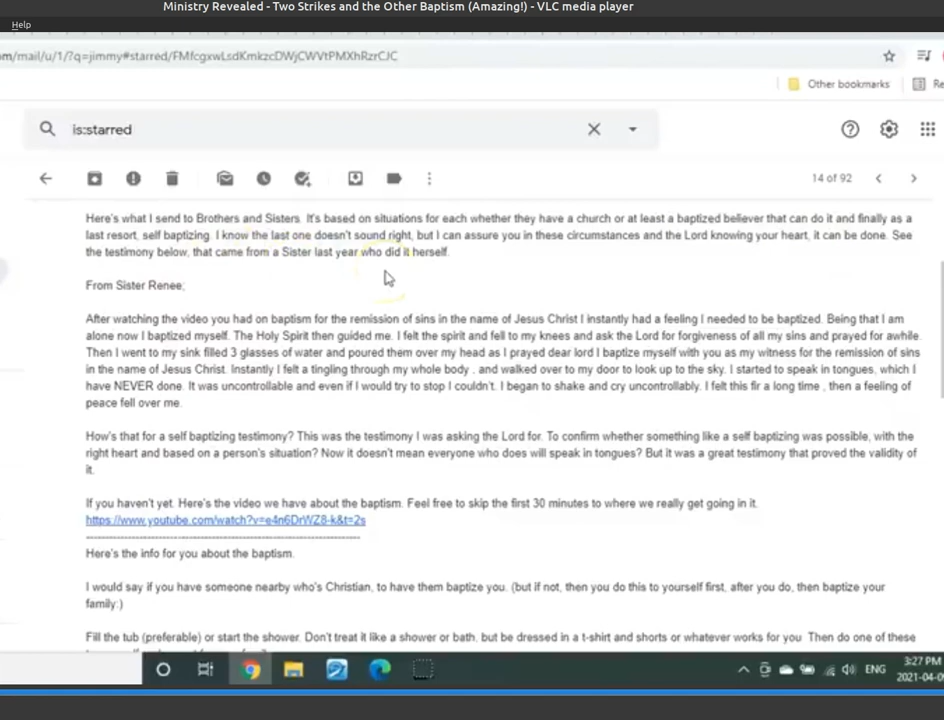 Ministry Revealed - Two Strikes and the Other Baptism (Amazing!) - VLC media player
Help
om/mail/u/1/?q=jimmy#starred/FMfcgxwLsdKmkzcDWjCWVtPMXhRzrCJC
Other bookmarks
Re
is:starred
14 of 92
Here's what I send to Brothers and Sisters. It's based on situations for each whether they have a church or at least a baptized believer that can do it and finally as a
last resort, self baptizing. I know the last one doesn't sound right, but I can assure you in these circumstances and the Lord knowing your heart, it can be done. See
the testimony below, that came from a Sister last year who did it herself.
From Sister Renee;
After watching the video you had on baptism for the remission of sins in the name of Jesus Christ I instantly had a feeling I needed to be baptized. Being that I am
alone now I baptized myself. The Holy Spirit then guided me. I felt the spirit and fell to my knees and ask the Lord for forgiveness of all my sins and prayed for awhile.
Then I went to my sink filled 3 glasses of water and poured them over my head as I prayed dear lord I baptize myself with you as my witness for the remission of sins
in the name of Jesus Christ. Instantly I felt a tingling through my whole body , and walked over to my door to look up to the sky. I started to speak in tongues, which I
have NEVER done. It was uncontrollable and even if I would try to stop I couldn't. I began to shake and cry uncontrollably. I felt this fir a long time , then a feeling of
peace fell over me.
How's that for a self baptizing testimony? This was the testimony I was asking the Lord for. To confirm whether something like a self baptizing was possible, with the
right heart and based on a person's situation? Now it doesn't mean everyone who does will speak in tongues? But it was a great testimony that proved the validity of
it.
If you haven't yet. Here's the video we have about the baptism. Feel free to skip the first 30 minutes to where we really get going in it.
https://www.youtube.com/watch?v=e4n6DrWZ8-k&t=2s
------------------------------------------------------------
Here's the info for you about the baptism.
I would say if you have someone nearby who's Christian, to have them baptize you. (but if not, then you do this to yourself first, after you do, then baptize your
family:)
Fill the tub (preferable) or start the shower. Don't treat it like a shower or bath, but be dressed in a t-shirt and shorts or whatever works for you Then do one of these
ENG
3:27 PM
2021-04-0